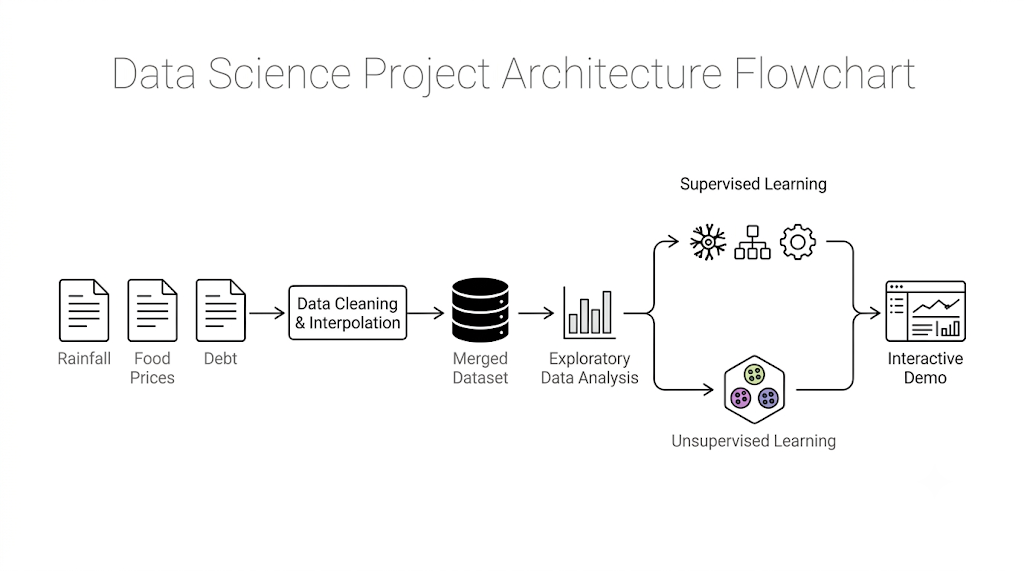 Data Science Project Architecture Flowchart
Supervised Learning
Data Cleaning
& Interpolation
Rainfall
Food
Prices
Debt
Merged
Dataset
Exploratory
Data Analysis
Interactive
Demo
Unsupervised Learning